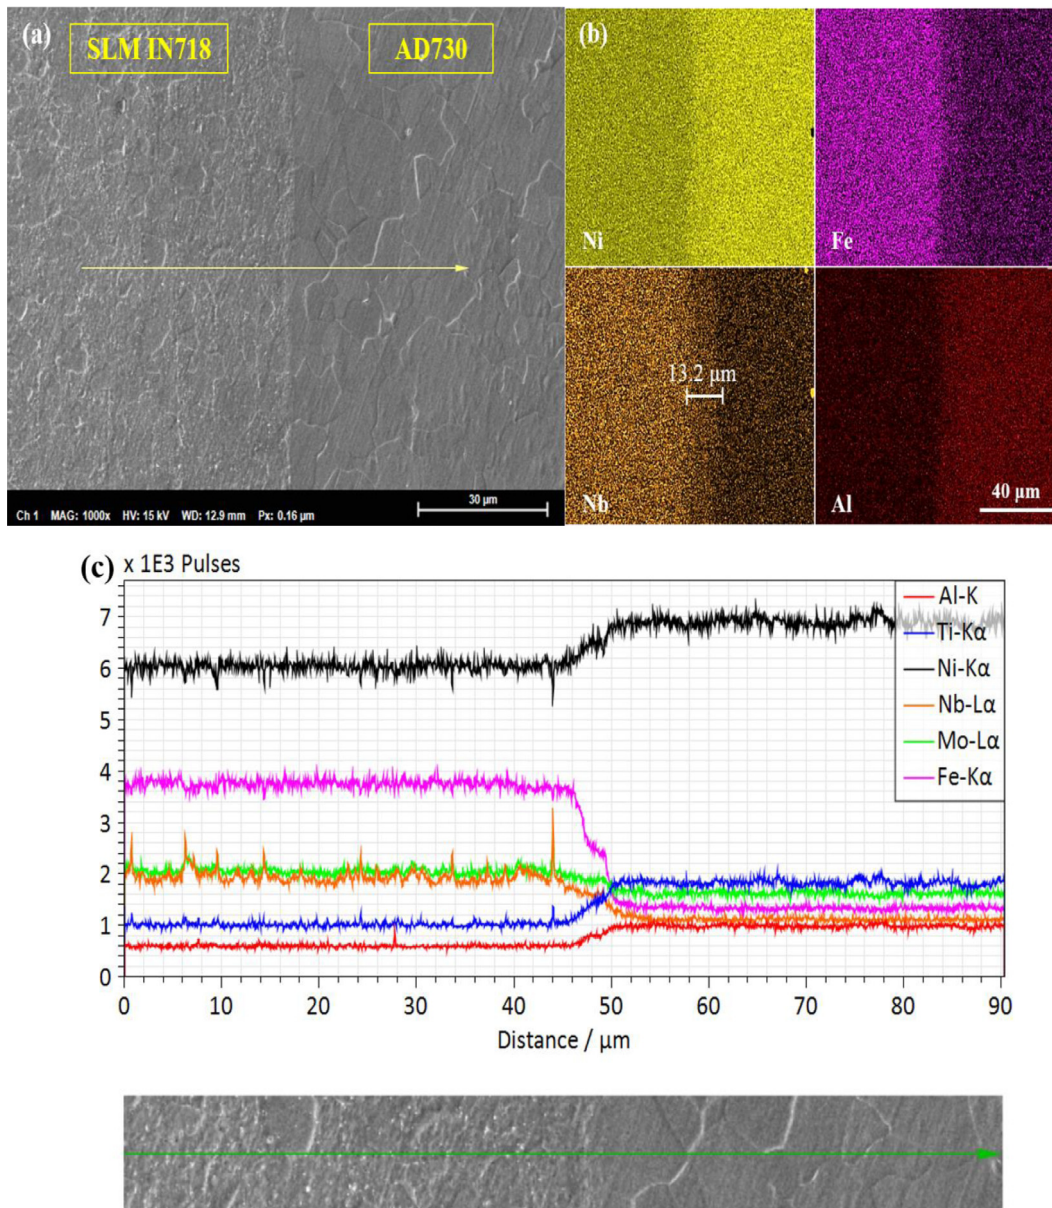 (a)
SLM IN718
AD730
Ch 1 MAG: 1000x HV: 15 kV WD: 12.9 mm Px: 0.16 µm
30 µm
(b)
Ni
Fe
Nb
13.2 µm
Al
40 µm
(c)
x 1E3 Pulses
7
6
5
4
3
2
1
0
0 10 20 30 40 50 60 70 80 90
Distance / µm
Al-K
Ti-Kα
Ni-Kα
Nb-Lα
Mo-Lα
Fe-Kα